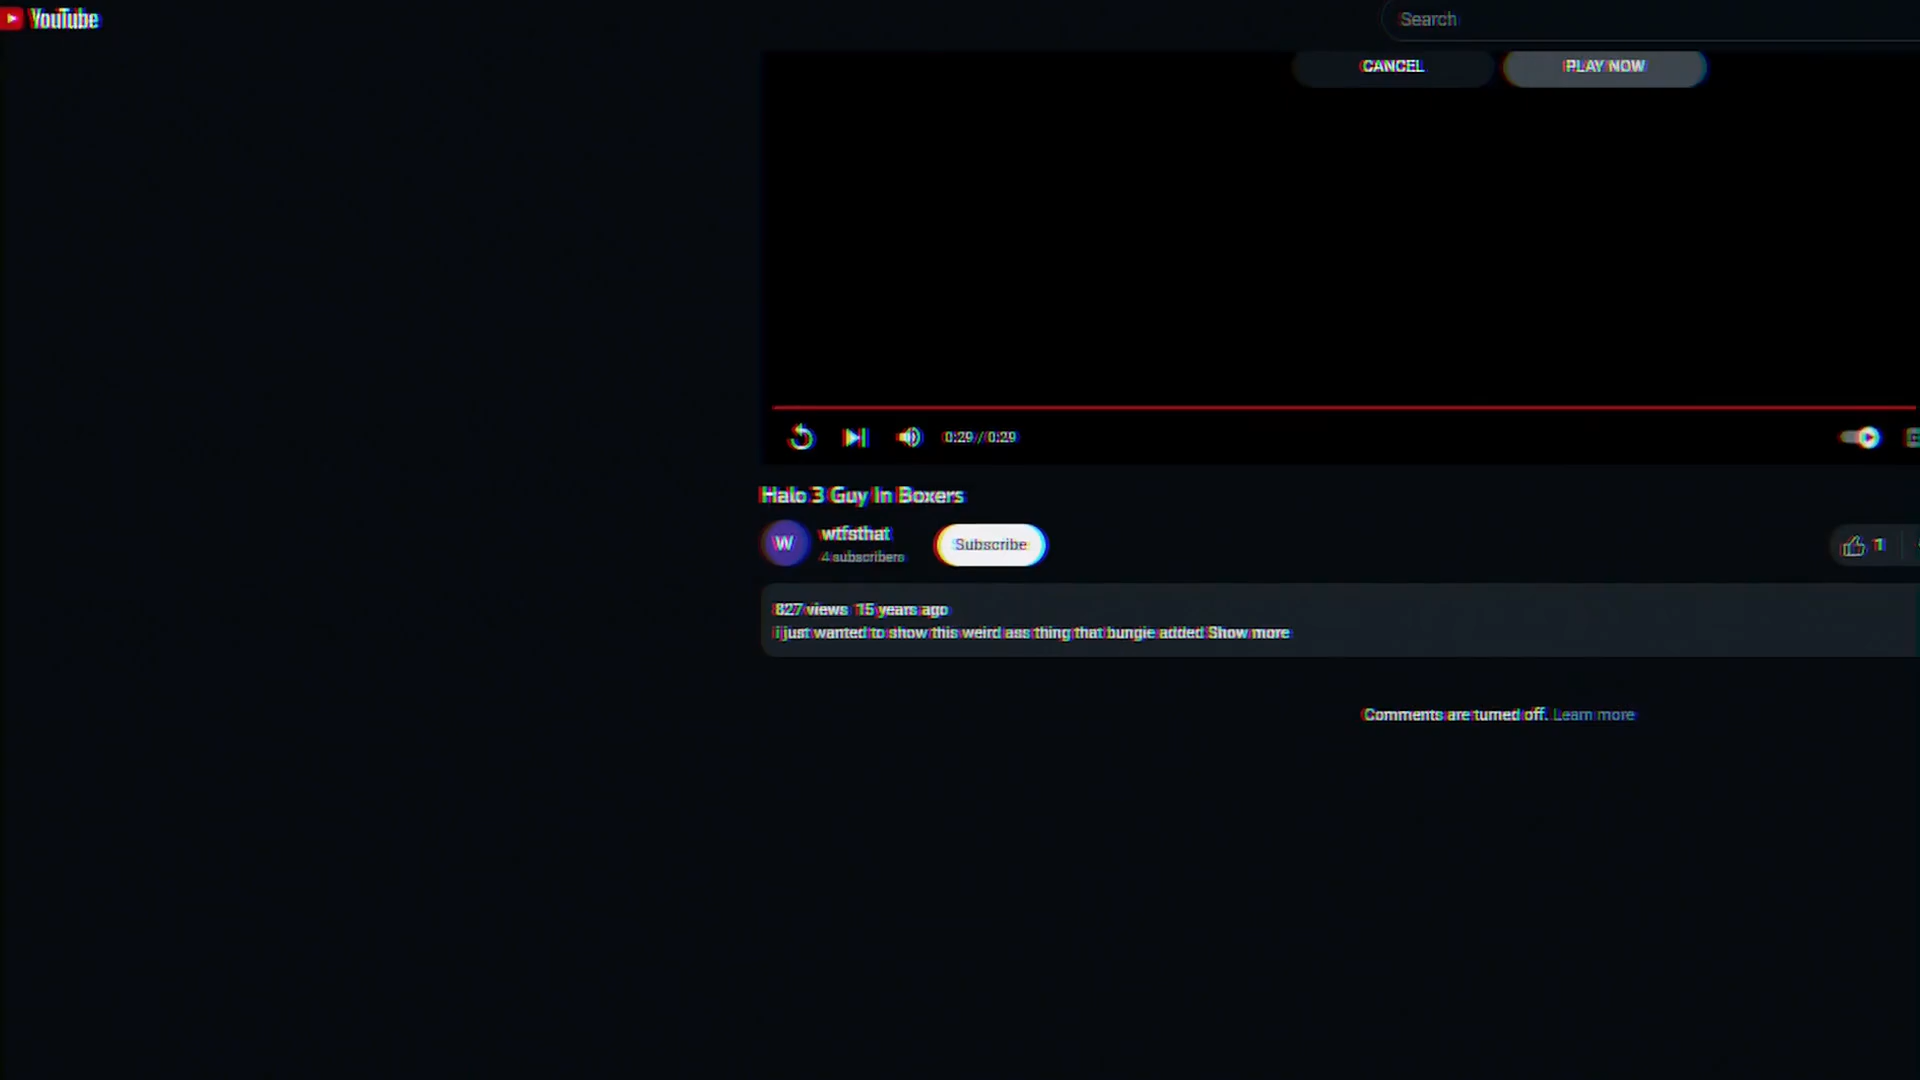 YouTube
Search
CANCEL
PLAY NOW
0:29 / 0:29
Halo 3 Guy In Boxers
W
wtfsthat
4 subscribers
Subscribe
1
827 views 15 years ago
i just wanted to show this weird ass thing that bungie added Show more
Comments are turned off. Learn more